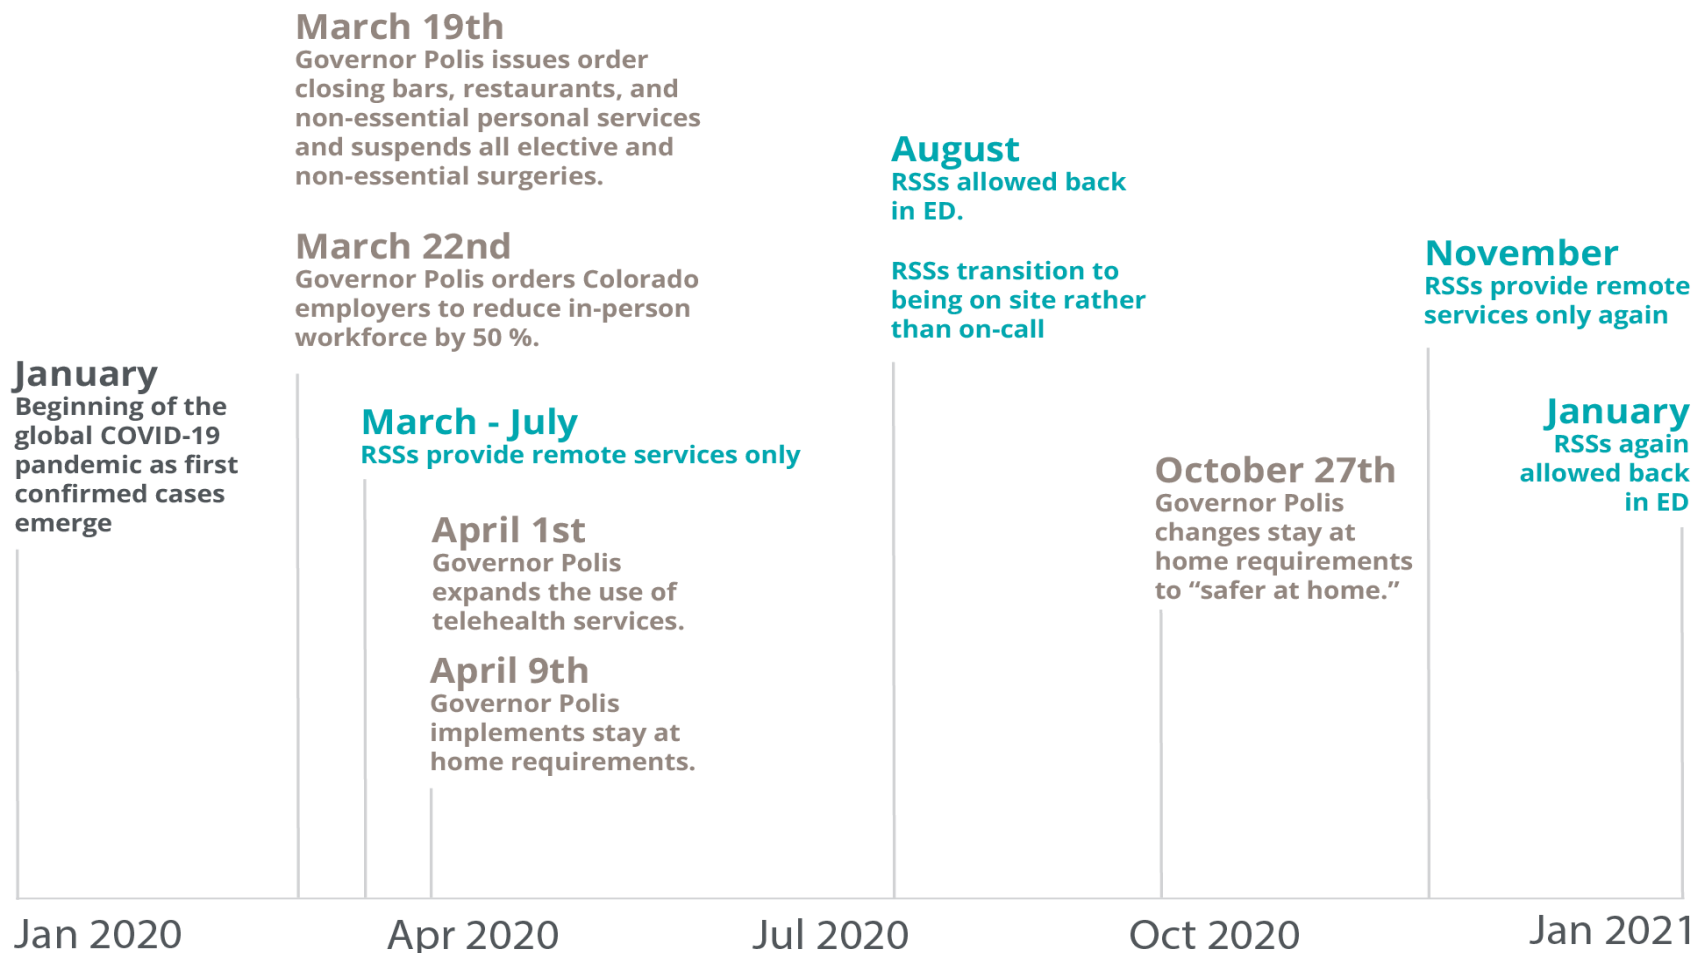 March 19th
Governor Polis issues order
closing bars, restaurants, and
non-essential personal services
and suspends all elective and
non-essential surgeries.
March 22nd
Governor Polis orders Colorado
employers to reduce in-person
workforce by 50 %.
January
Beginning of the
global COVID-19
pandemic as first
confirmed cases
emerge
March - July
RSSs provide remote services only
April 1st
Governor Polis
expands the use of
telehealth services.
April 9th
Governor Polis
implements stay at
home requirements.
August
RSSs allowed back
in ED.
RSSs transition to
being on site rather
than on-call
October 27th
Governor Polis
changes stay at
home requirements
to “safer at home.”
November
RSSs provide remote
services only again
January
RSSs again
allowed back
in ED
Jan 2020
Apr 2020
Jul 2020
Oct 2020
Jan 2021